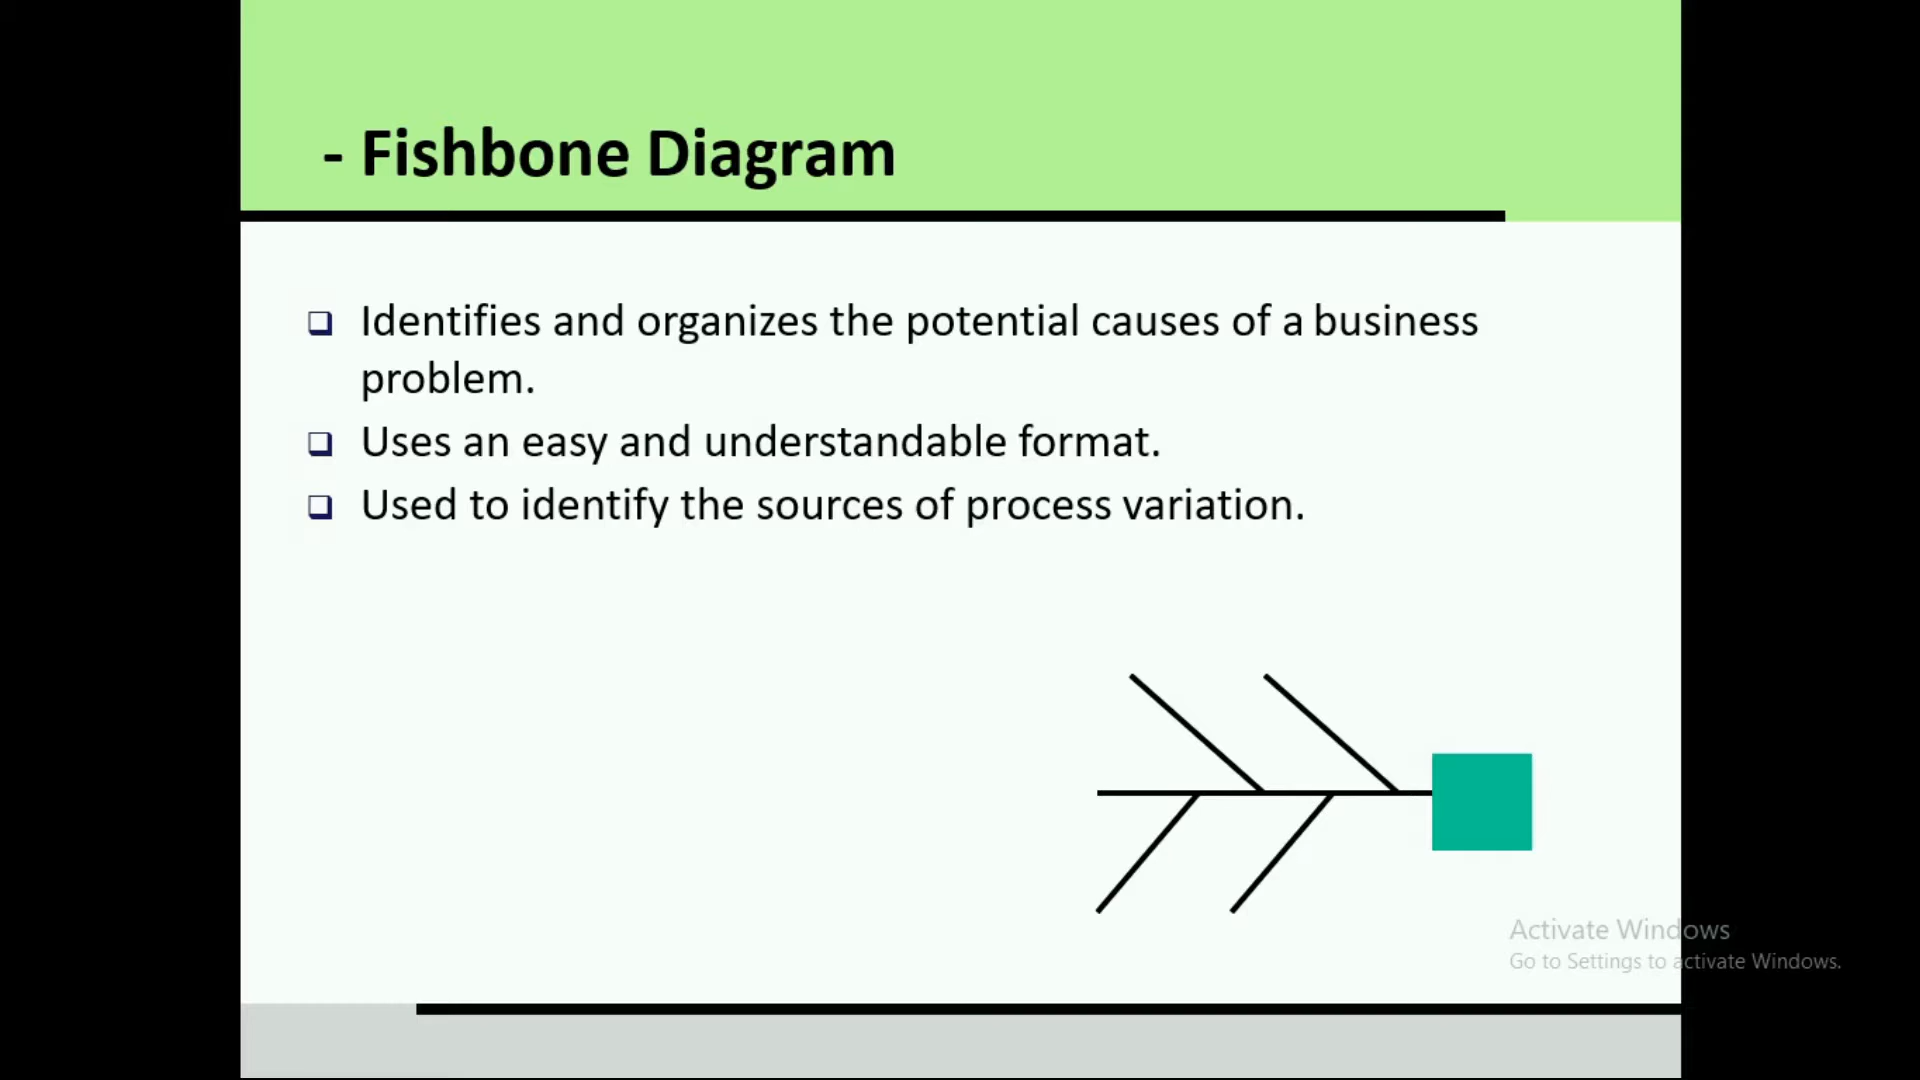 - Fishbone Diagram
❑ Identifies and organizes the potential causes of a business
problem.
❑ Uses an easy and understandable format.
❑ Used to identify the sources of process variation.
Activate Windows
Go to Settings to activate Windows.